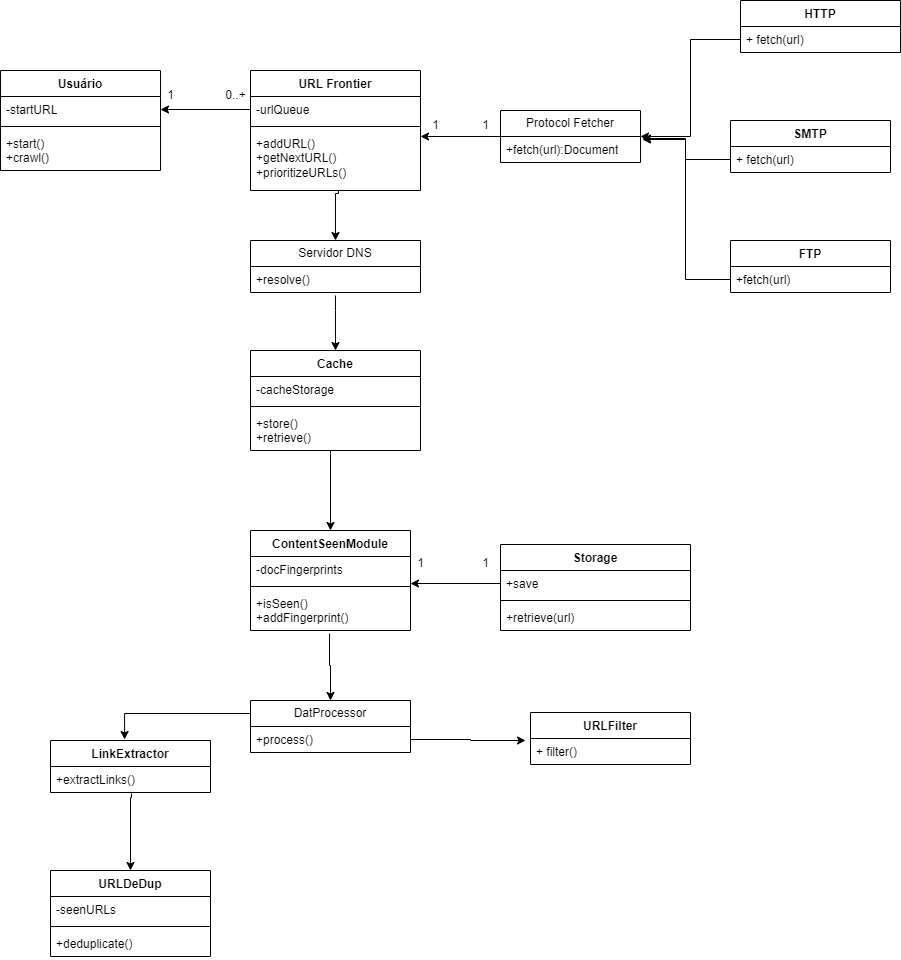 HTTP
+ fetch(url)
Usuário
-startURL
+start()
+crawl()
1
0..+
URL Frontier
-urlQueue
+addURL()
+getNextURL()
+prioritizeURLs()
1
1
Protocol Fetcher
+fetch(url):Document
SMTP
+ fetch(url)
FTP
+fetch(url)
Servidor DNS
+resolve()
Cache
-cacheStorage
+store()
+retrieve()
ContentSeenModule
-docFingerprints
+isSeen()
+addFingerprint()
1
1
Storage
+save
+retrieve(url)
DatProcessor
+process()
URLFilter
+ filter()
LinkExtractor
+extractLinks()
URLDeDup
-seenURLs
+deduplicate()